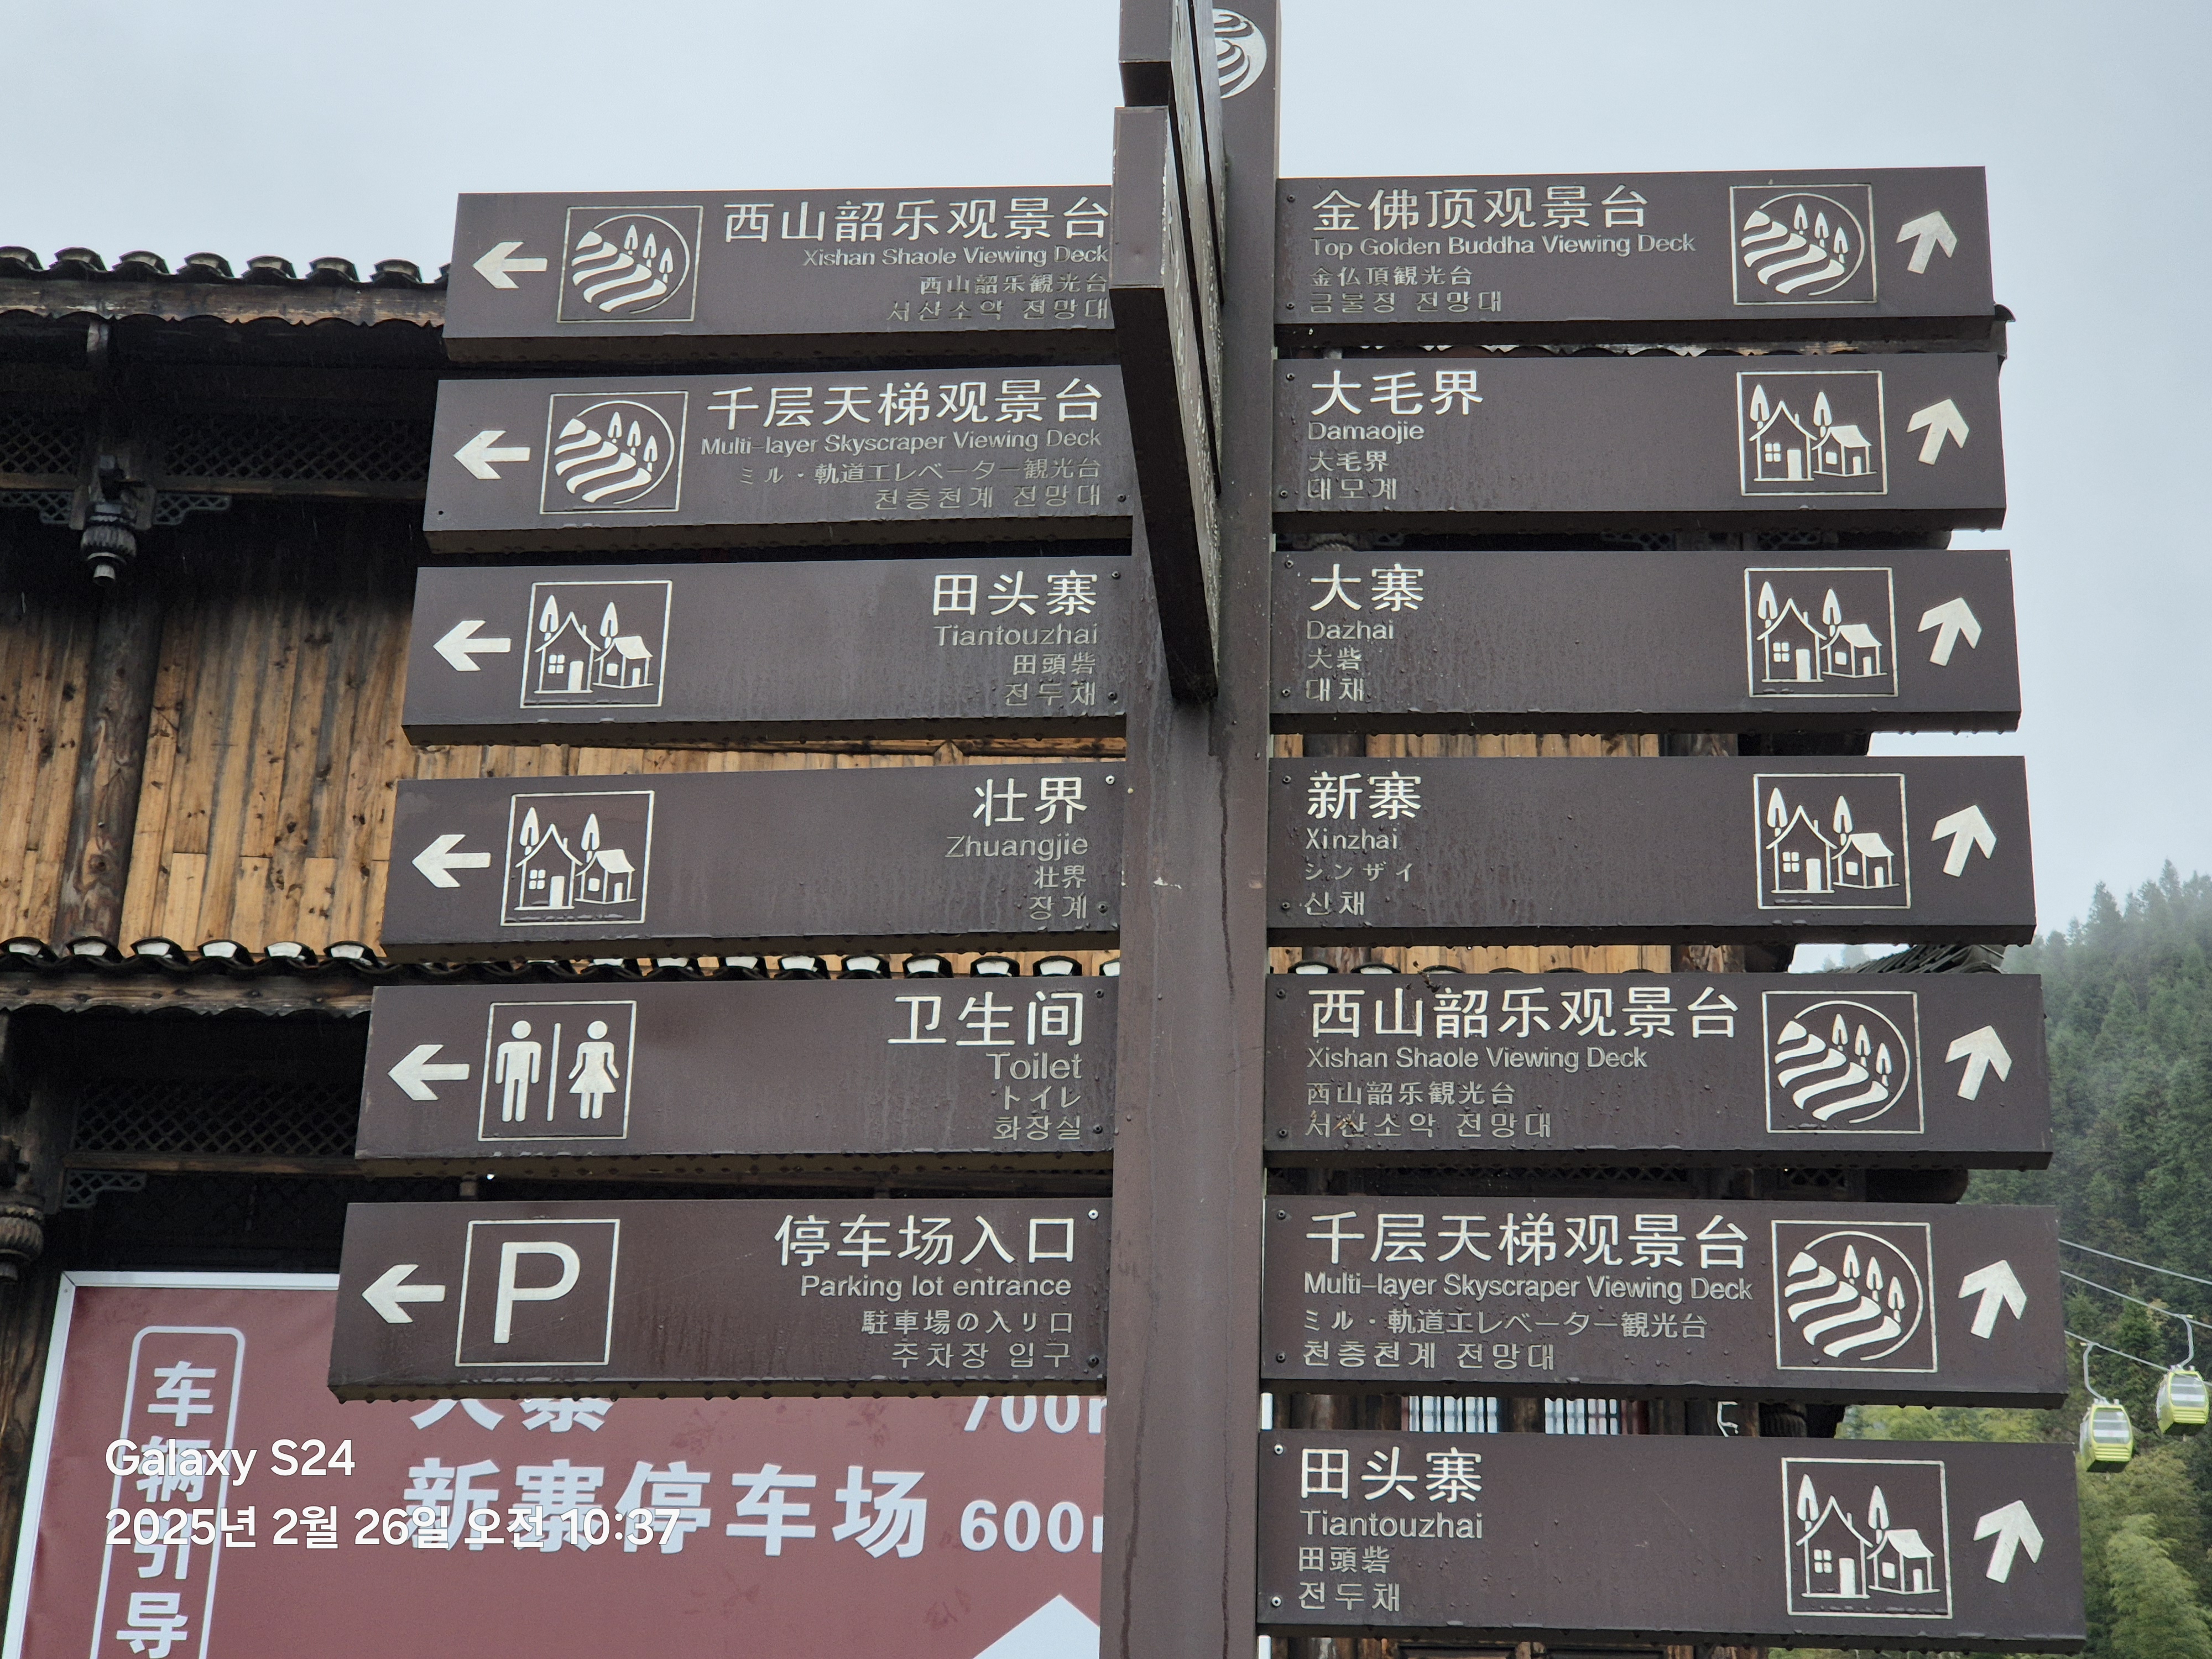 西山韶乐观景台
Xishan Shaole Viewing Deck
西山韶乐観光台
서산소악 전망대
千层天梯观景台
Multi-layer Skyscraper Viewing Deck
ミル・軌道エレベーター観光台
천층천계 전망대
田头寨
Tiantouzhai
田頭砦
전두채
壮界
Zhuangjie
壮界
장계
卫生间
Toilet
トイレ
화장실
P
停车场入口
Parking lot entrance
駐車場の入り口
주차장 입구
金佛顶观景台
Top Golden Buddha Viewing Deck
金仏頂観光台
금불정 전망대
大毛界
Damaojie
大毛界
대모계
大寨
Dazhai
大砦
대채
新寨
Xinzhai
シンザイ
신채
西山韶乐观景台
Xishan Shaole Viewing Deck
西山韶乐観光台
서산소악 전망대
千层天梯观景台
Multi-layer Skyscraper Viewing Deck
ミル・軌道エレベーター観光台
천층천계 전망대
田头寨
Tiantouzhai
田頭砦
전두채
车辆引导
大寨 700m
新寨停车场 600m
Galaxy S24
2025년 2월 26일 오전 10:37